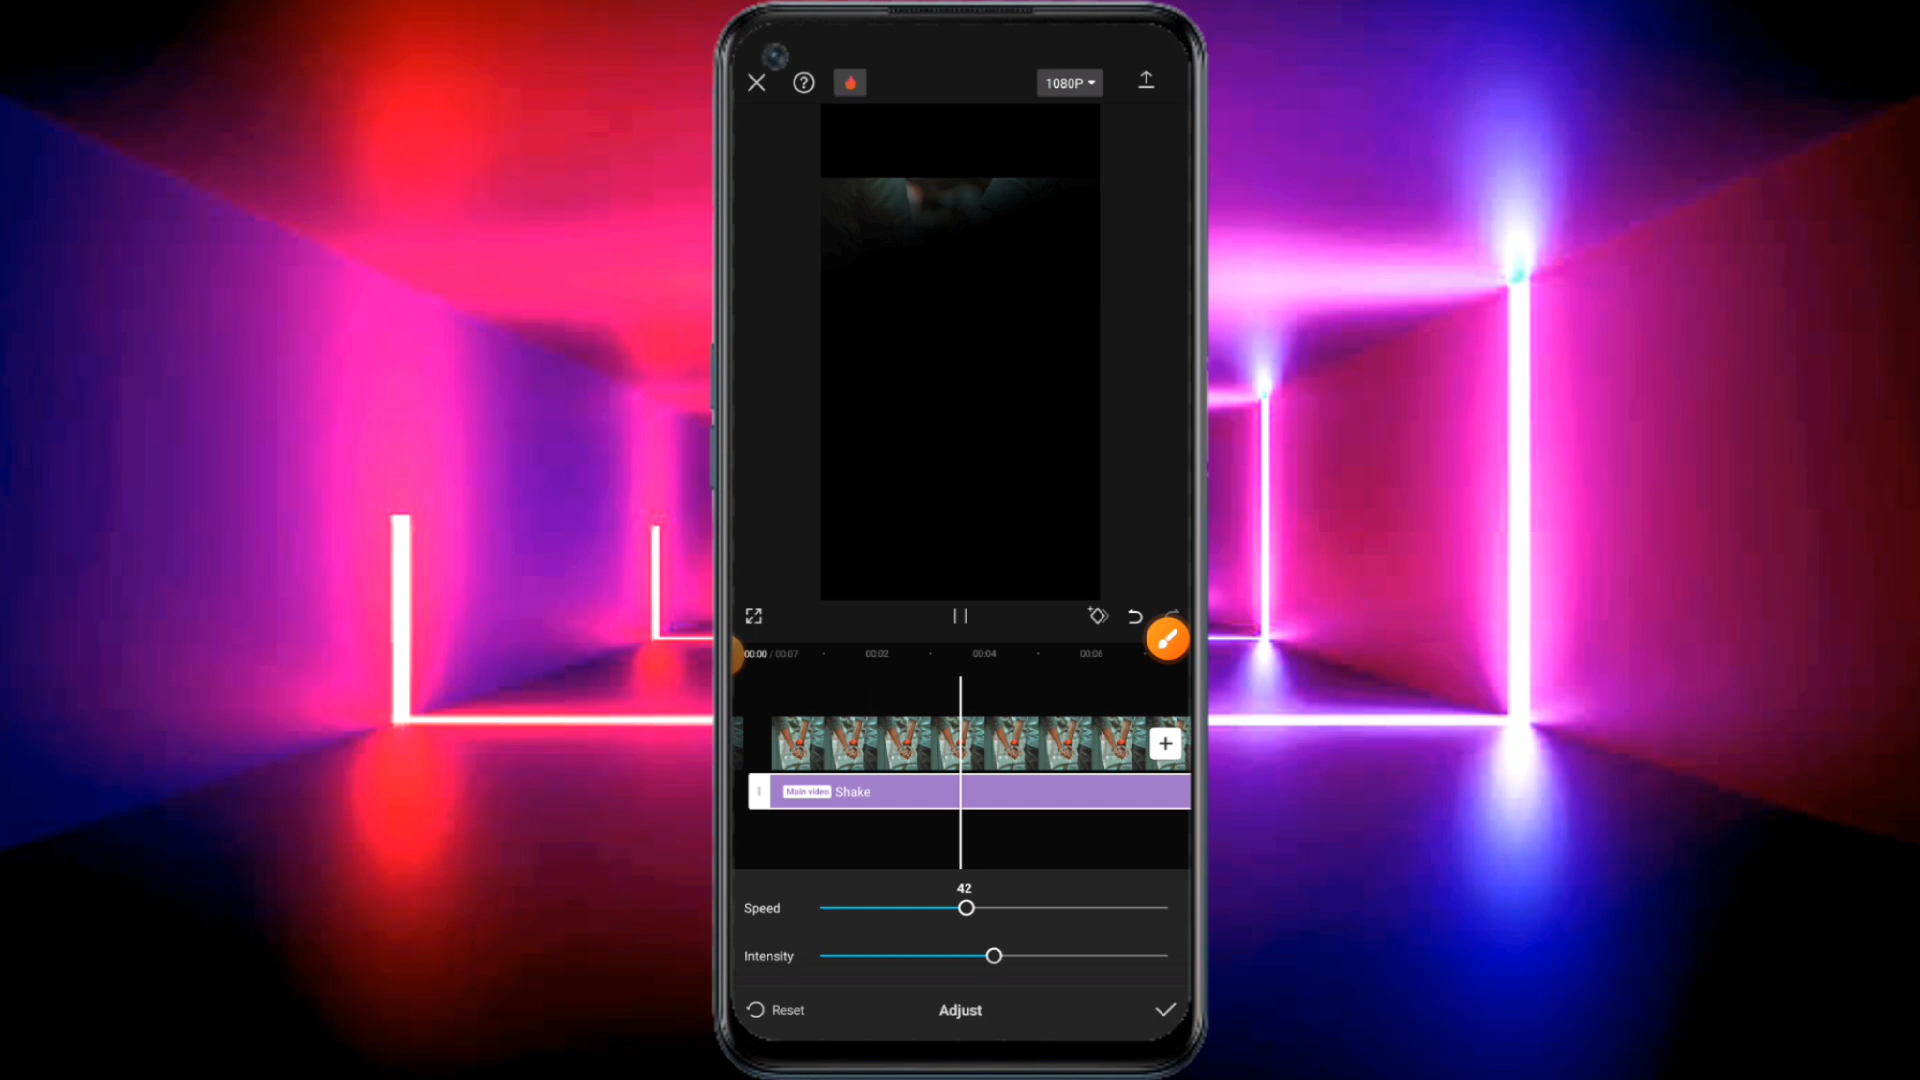 1080P
00:00 / 00:07 00:02 00:04 00:06
Main video Shake
42
Speed
Intensity
Reset Adjust